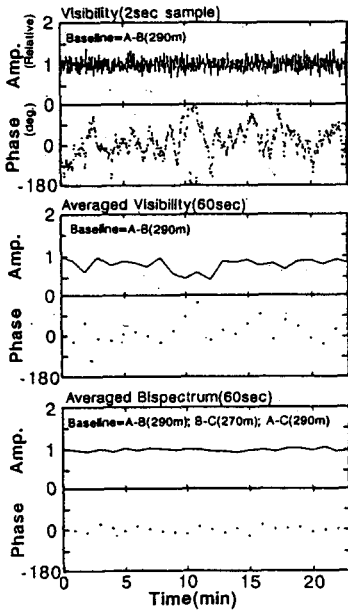 Visibility(2sec sample)
Baseline=A-B(290m)
Amp.
(Relative)
2
1
0
Phase
(deg.)
0
-180
Averaged Visibility(60sec)
Baseline=A-B(290m)
Amp.
2
1
0
Phase
0
-180
Averaged Bispectrum(60sec)
Baseline=A-B(290m); B-C(270m); A-C(290m)
Amp.
2
1
0
Phase
0
-180
0 5 10 15 20
Time(min)